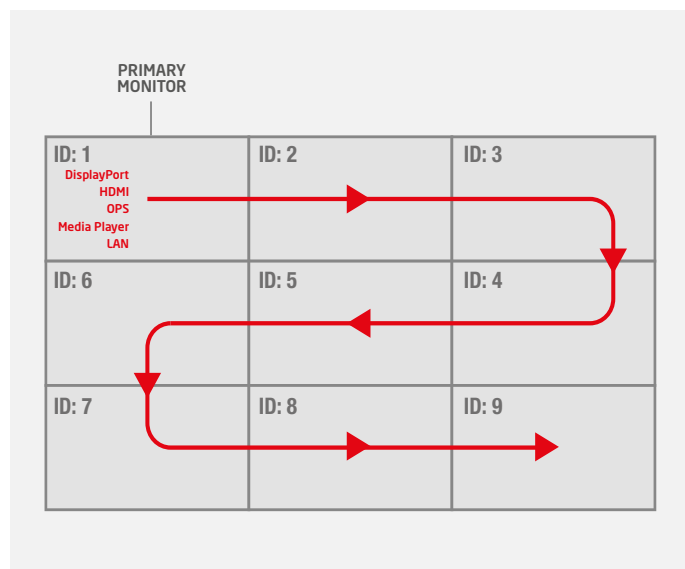 PRIMARY
MONITOR
ID: 1
DisplayPort
HDMI
OPS
Media Player
LAN
ID: 2
ID: 3
ID: 6
ID: 5
ID: 4
ID: 7
ID: 8
ID: 9